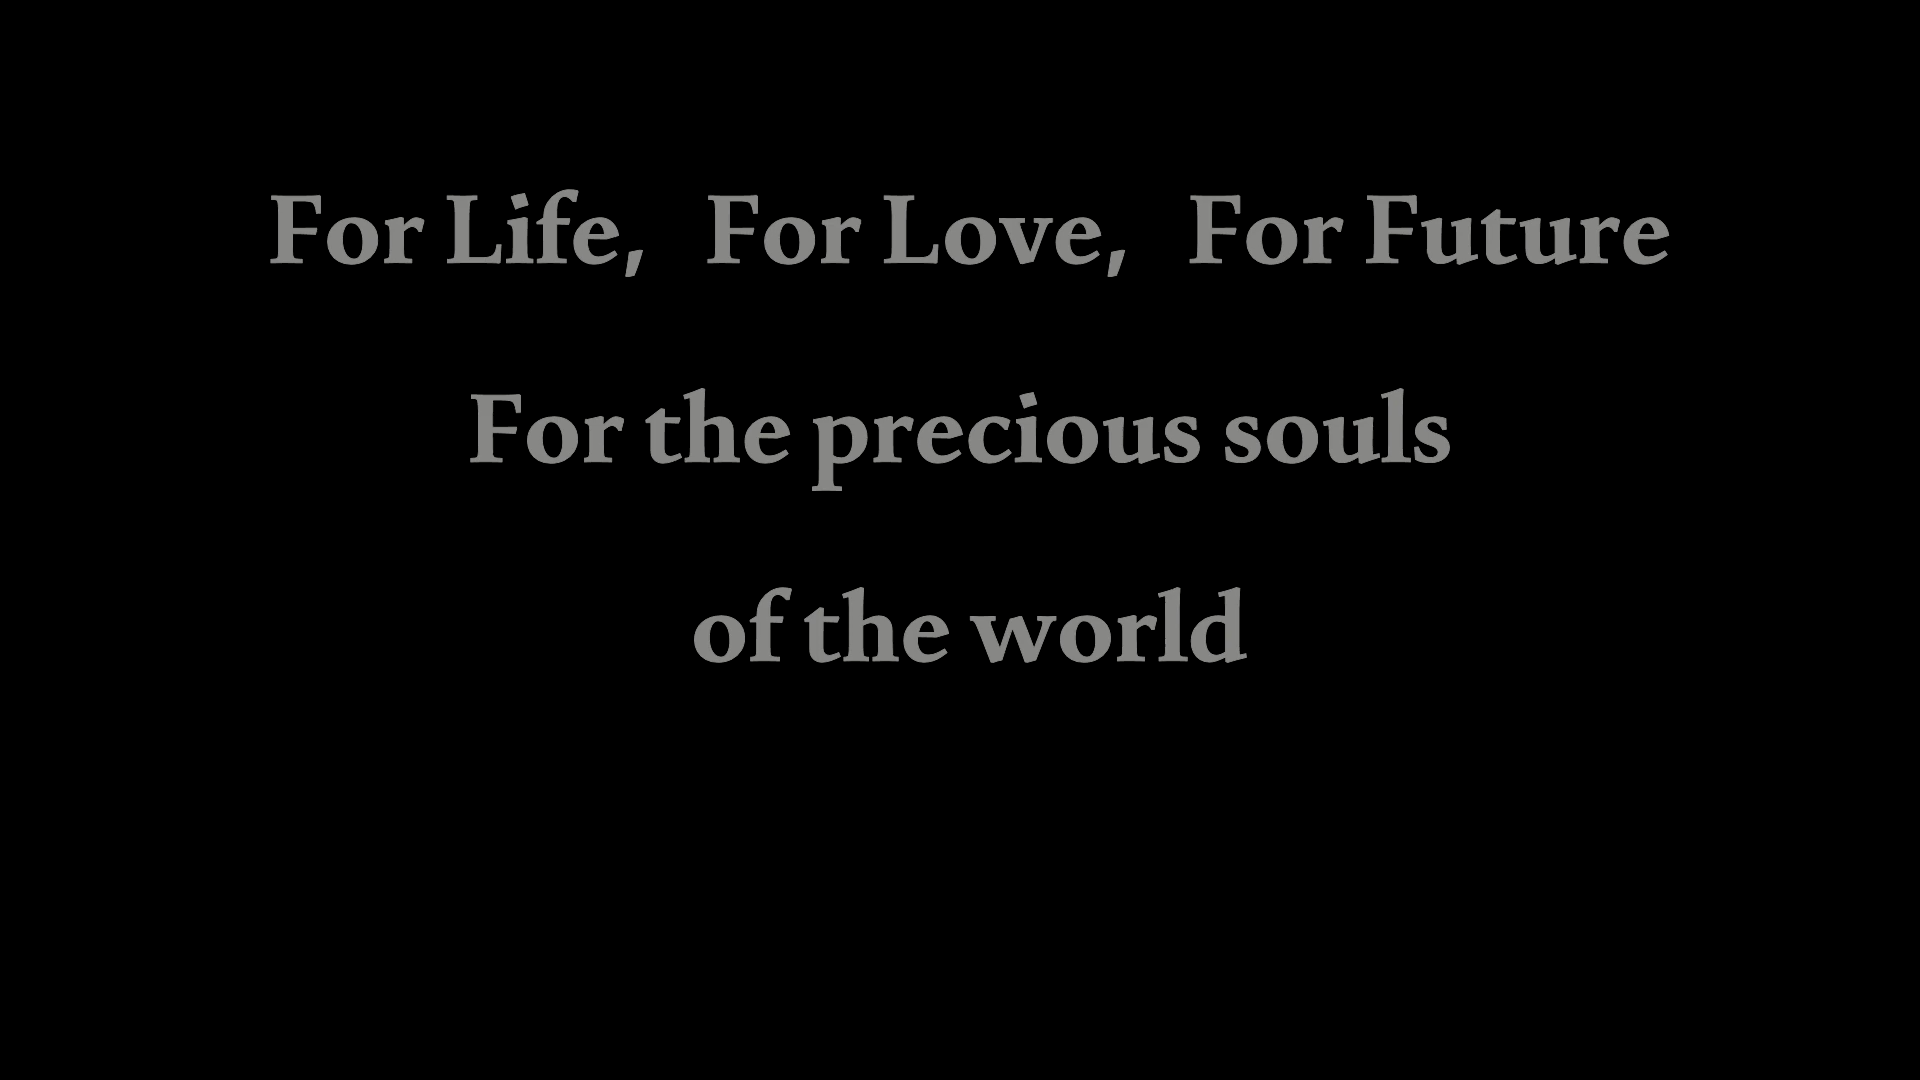 For Life, For Love, For Future
For the precious souls
of the world